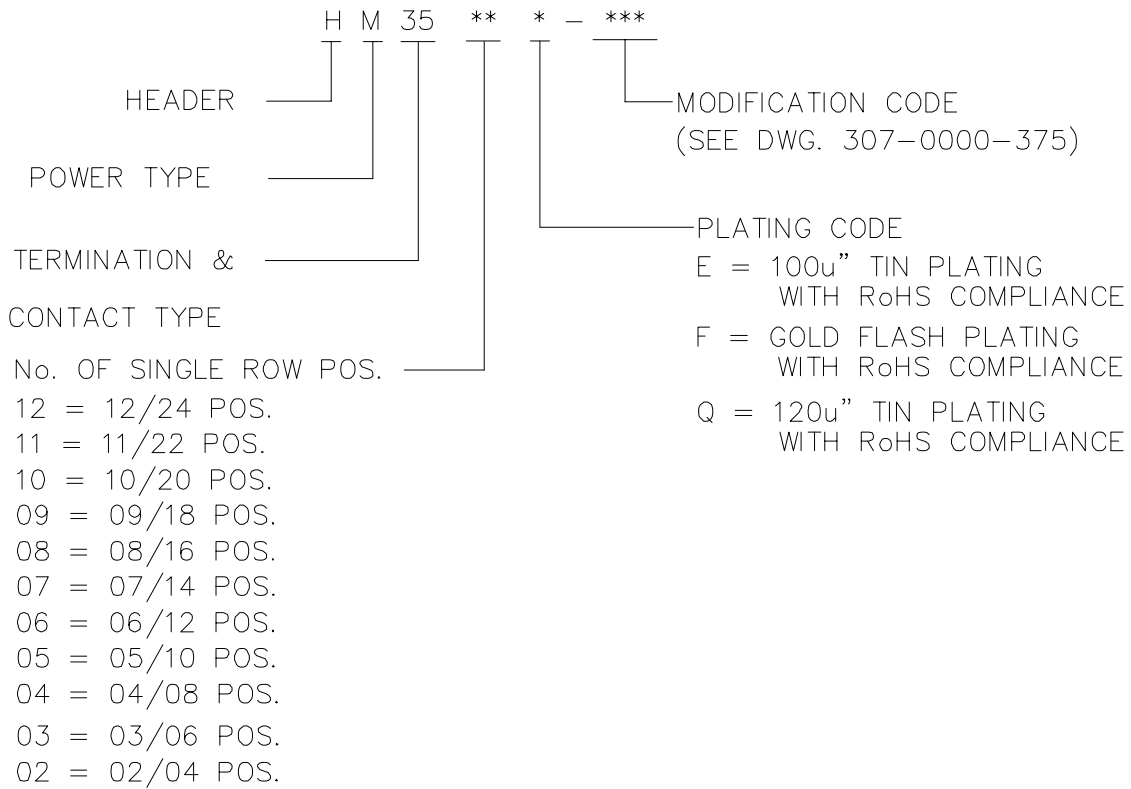 H M 35 ** * - ***
HEADER
POWER TYPE
TERMINATION &
CONTACT TYPE
No. OF SINGLE ROW POS.
12 = 12/24 POS.
11 = 11/22 POS.
10 = 10/20 POS.
09 = 09/18 POS.
08 = 08/16 POS.
07 = 07/14 POS.
06 = 06/12 POS.
05 = 05/10 POS.
04 = 04/08 POS.
03 = 03/06 POS.
02 = 02/04 POS.
MODIFICATION CODE
(SEE DWG. 307-0000-375)
PLATING CODE
E = 100u" TIN PLATING
WITH RoHS COMPLIANCE
F = GOLD FLASH PLATING
WITH RoHS COMPLIANCE
Q = 120u" TIN PLATING
WITH RoHS COMPLIANCE